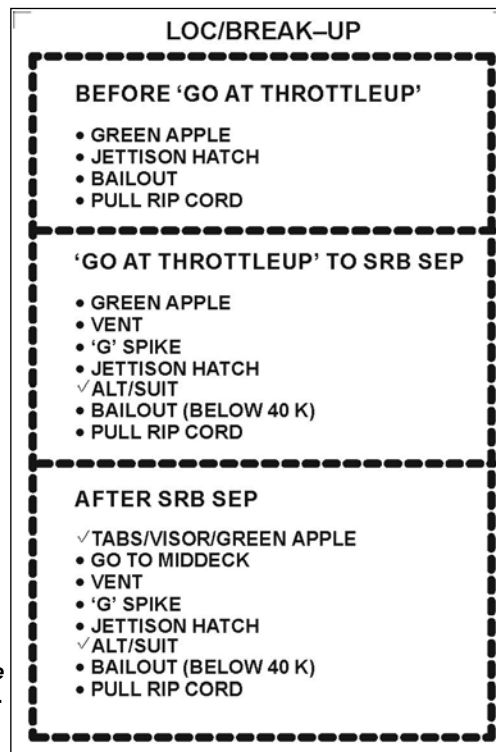 LOC/BREAK–UP
BEFORE ‘GO AT THROTTLEUP’
• GREEN APPLE
• JETTISON HATCH
• BAILOUT
• PULL RIP CORD
‘GO AT THROTTLEUP’ TO SRB SEP
• GREEN APPLE
• VENT
• ‘G’ SPIKE
• JETTISON HATCH
√ALT/SUIT
• BAILOUT (BELOW 40 K)
• PULL RIP CORD
AFTER SRB SEP
√TABS/VISOR/GREEN APPLE
• GO TO MIDDECK
• VENT
• ‘G’ SPIKE
• JETTISON HATCH
√ALT/SUIT
• BAILOUT (BELOW 40 K)
• PULL RIP CORD